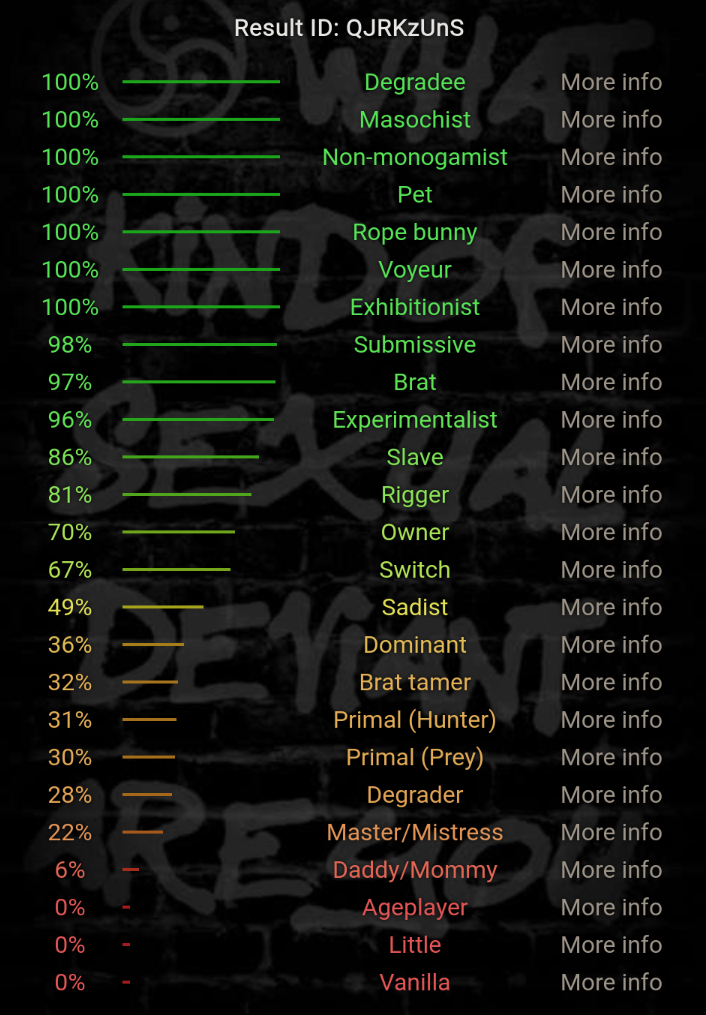 Result ID: QJRKzUnS
100% Degradee More info
100% Masochist More info
100% Non-monogamist More info
100% Pet More info
100% Rope bunny More info
100% Voyeur More info
100% Exhibitionist More info
98% Submissive More info
97% Brat More info
96% Experimentalist More info
86% Slave More info
81% Rigger More info
70% Owner More info
67% Switch More info
49% Sadist More info
36% Dominant More info
32% Brat tamer More info
31% Primal (Hunter) More info
30% Primal (Prey) More info
28% Degrader More info
22% Master/Mistress More info
6% Daddy/Mommy More info
0% Ageplayer More info
0% Little More info
0% Vanilla More info
WHAT
KIND OF
SEXUAL
DEVIANT
ARE YOU